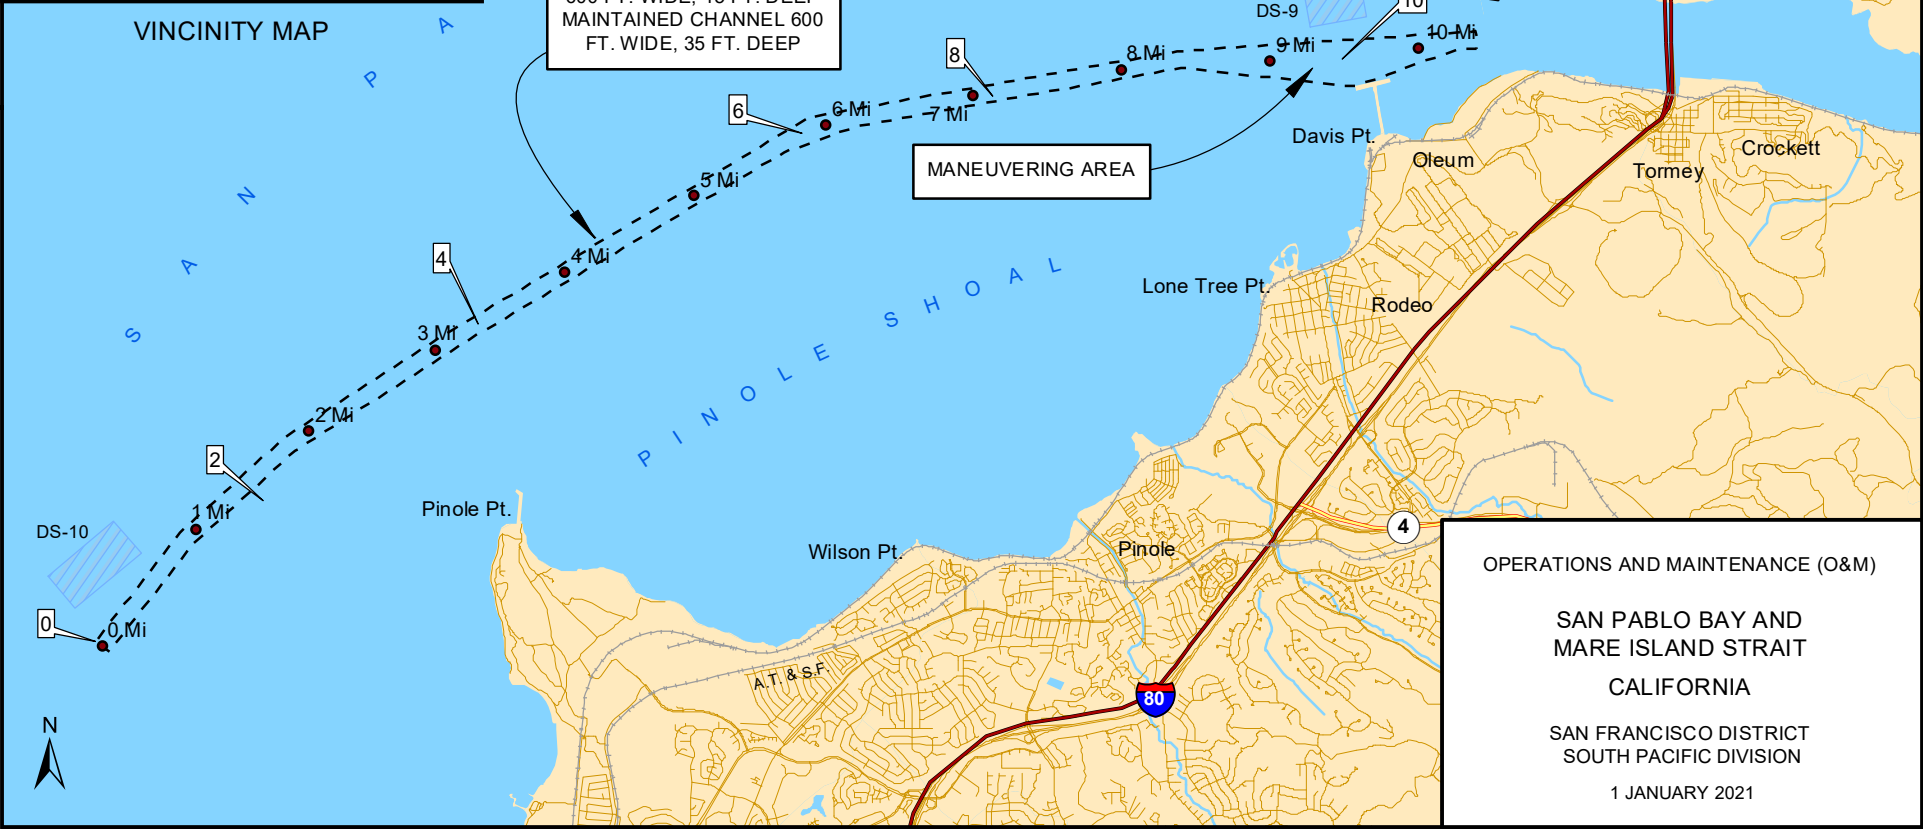 VINCINITY MAP
MAINTAINED CHANNEL 600
FT. WIDE, 35 FT. DEEP
DS-9
10
S A N P A
8
6
4
2
0
0 Mi
1 Mi
2 Mi
3 Mi
4 Mi
5 Mi
6 Mi
7 Mi
8 Mi
9 Mi
10 Mi
MANEUVERING AREA
Davis Pt.
Oleum
Tormey
Crockett
Lone Tree Pt.
Rodeo
PINOLE SHOAL
Pinole Pt.
Wilson Pt.
Pinole
DS-10
4
80
A.T. & S.F.
N
OPERATIONS AND MAINTENANCE (O&M)
SAN PABLO BAY AND
MARE ISLAND STRAIT
CALIFORNIA
SAN FRANCISCO DISTRICT
SOUTH PACIFIC DIVISION
1 JANUARY 2021